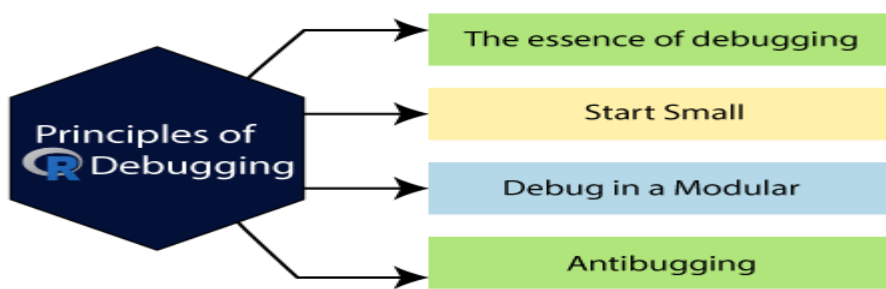 Principles of
R Debugging
The essence of debugging
Start Small
Debug in a Modular
Antibugging